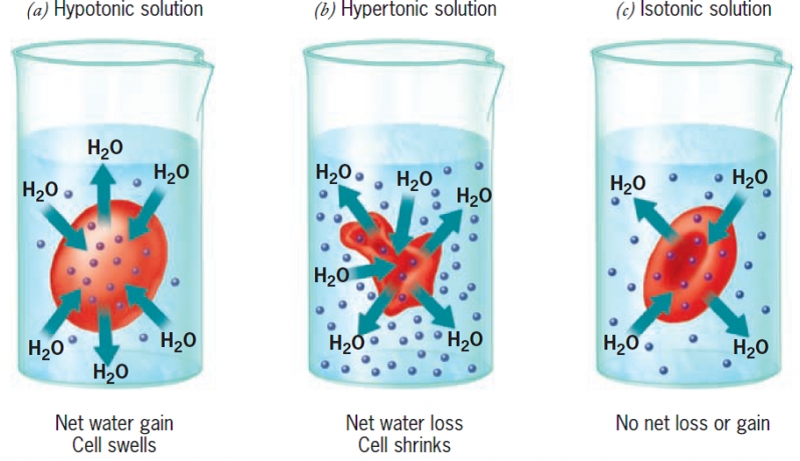 (a) Hypotonic solution
H₂O
H₂O
H₂O
H₂O
H₂O
H₂O
Net water gain
Cell swells
(b) Hypertonic solution
H₂O
H₂O
H₂O
H₂O
H₂O
H₂O
Net water loss
Cell shrinks
(c) Isotonic solution
H₂O
H₂O
H₂O
H₂O
No net loss or gain